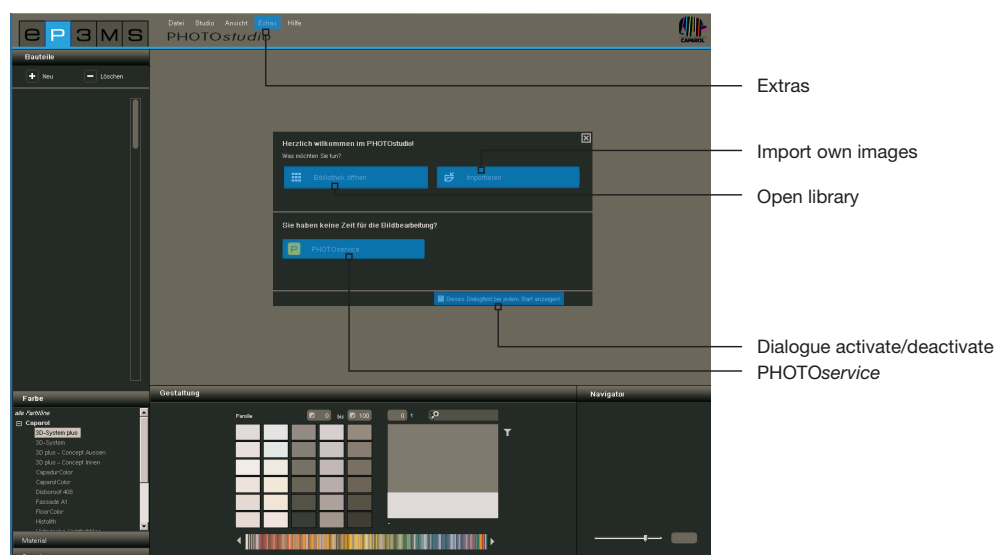 eP3MS
Datei Studio Ansicht Extras Hilfe
PHOTOstudio
CAPAROL
Bauteile
Neu Löschen
Herzlich willkommen im PHOTOstudio!
Was möchten Sie tun?
Bibliothek öffnen
Importieren
Sie haben keine Zeit für die Bildbearbeitung?
P PHOTOservice
Dieses Dialogfeld bei jedem Start anzeigen!
Extras
Import own images
Open library
Dialogue activate/deactivate
PHOTOservice
Farbe
alle Farbtöne
Caparol
3D-System plus
3D-System
3D plus - Concept Aussen
3D plus - Concept Innen
CapadurColor
CaparolColor
Disboroof 408
Fassade A1
FloorColor
Histolith
Material
Gestaltung
Familie 0 bis 100 0 1
Navigator